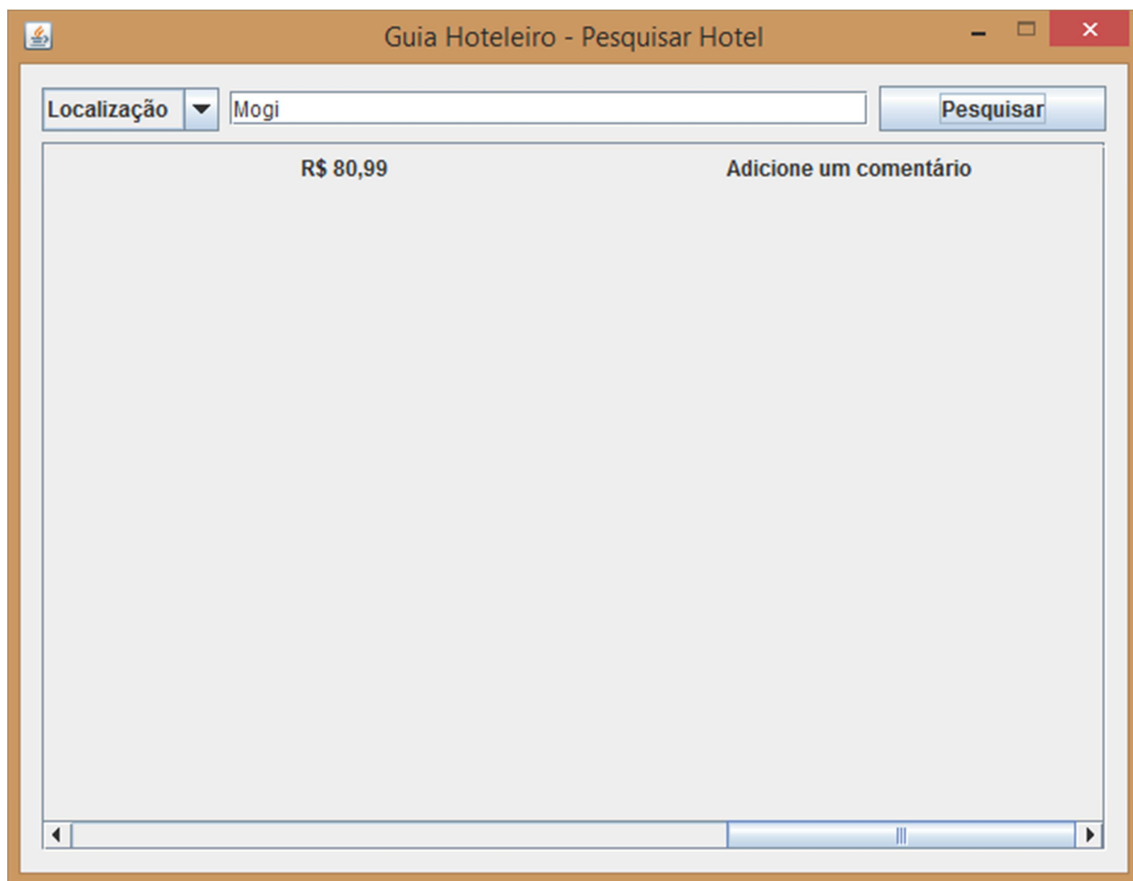 Guia Hoteleiro - Pesquisar Hotel
Localização Mogi Pesquisar
R$ 80,99 Adicione um comentário